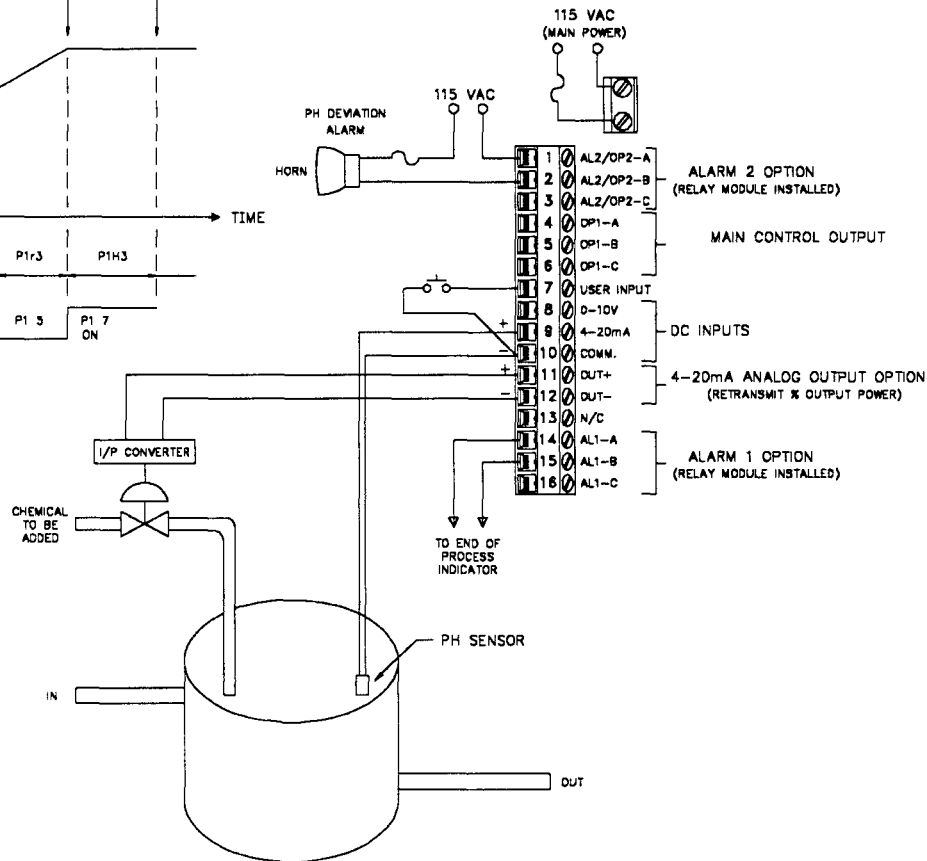 115 VAC
(MAIN POWER)
115 VAC
PH DEVIATION
ALARM
HORN
TIME
P1r3
P1H3
P1 5
P1 7
ON
1 AL2/OP2-A
2 AL2/OP2-B
3 AL2/OP2-C
4 OP1-A
5 OP1-B
6 OP1-C
7 USER INPUT
8 0-10V
+ 9 4-20mA
- 10 COMM.
+ 11 OUT+
- 12 OUT-
13 N/C
14 AL1-A
15 AL1-B
16 AL1-C
ALARM 2 OPTION
(RELAY MODULE INSTALLED)
MAIN CONTROL OUTPUT
DC INPUTS
4-20mA ANALOG OUTPUT OPTION
(RETRANSMIT % OUTPUT POWER)
ALARM 1 OPTION
(RELAY MODULE INSTALLED)
I/P CONVERTER
CHEMICAL
TO BE
ADDED
TO END OF
PROCESS
INDICATOR
PH SENSOR
IN
OUT